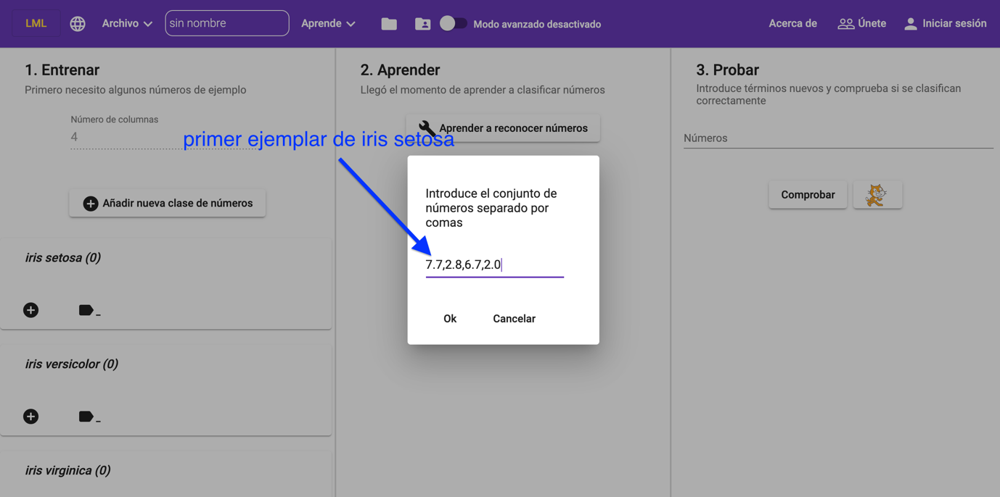 LML
Archivo
sin nombre
Aprende
Modo avanzado desactivado
Acerca de
Únete
Iniciar sesión
1. Entrenar
Primero necesito algunos números de ejemplo
Número de columnas
4
Añadir nueva clase de números
iris setosa (0)
iris versicolor (0)
iris virginica (0)
2. Aprender
Llegó el momento de aprender a clasificar números
Aprender a reconocer números
primer ejemplar de iris setosa
Introduce el conjunto de
números separado por
comas
7.7,2.8,6.7,2.0
Ok
Cancelar
3. Probar
Introduce términos nuevos y comprueba si se clasifican
correctamente
Números
Comprobar